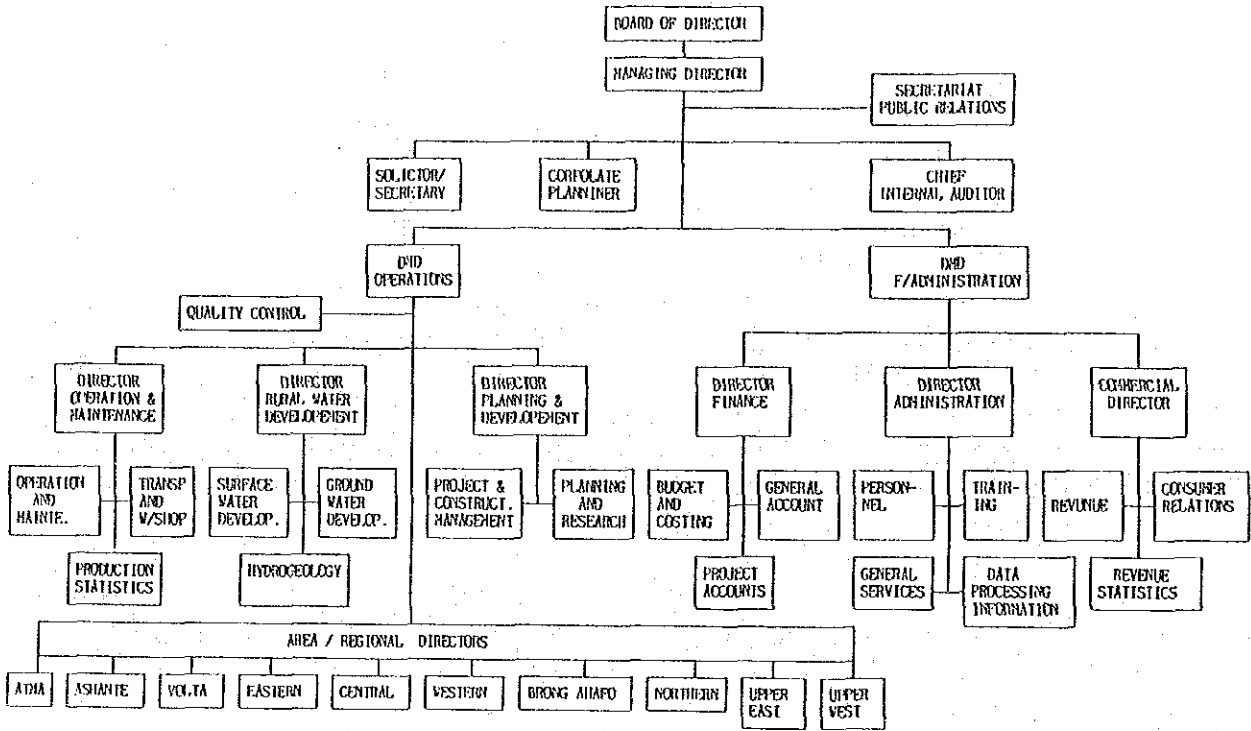 BOARD OF DIRECTOR
MANAGING DIRECTOR
SECRETARIAT
PUBLIC RELATIONS
SOLICTOR/
SECRETARY
CORPOLATE
PLANNINER
CHIEF
INTERNAL, AUDITOR
DMD
OPERATIONS
DMD
F/ADMINISTRATION
QUALITY CONTROL
DIRECTOR
OPERATION &
MAINTENANCE
DIRECTOR
RURAL WATER
DEVELOPEMENT
DIRECTOR
PLANNING &
DEVELOPEMENT
DIRECTOR
FINANCE
DIRECTOR
ADMINISTRATION
COMMERCIAL
DIRECTOR
OPERATION
AND
MAINTE.
TRANSP
AND
W/SHOP
SURFACE
WATER
DEVELOP.
GROUND
WATER
DEVELOP.
PROJECT &
CONSTRUCT.
MANAGEMENT
PLANNING
AND
RESEARCH
BUDGET
AND
COSTING
GENERAL
ACCOUNT
PERSON-
NEL
TRAIN-
ING
REVUNUE
CONSUMER
RELATIONS
PRODUCTION
STATISTICS
HYDROGEOLOGY
PROJECT
ACCOUNTS
GENERAL
SERVICES
DATA
PROCESSING
INFORMATION
REVENUE
STATISTICS
AREA / REGIONAL DIRECTORS
ATMA
ASHANTE
VOLTA
EASTERN
CENTRAL
WESTERN
BRONG AHAFO
NORTHERN
UPPER
EAST
UPPER
WEST